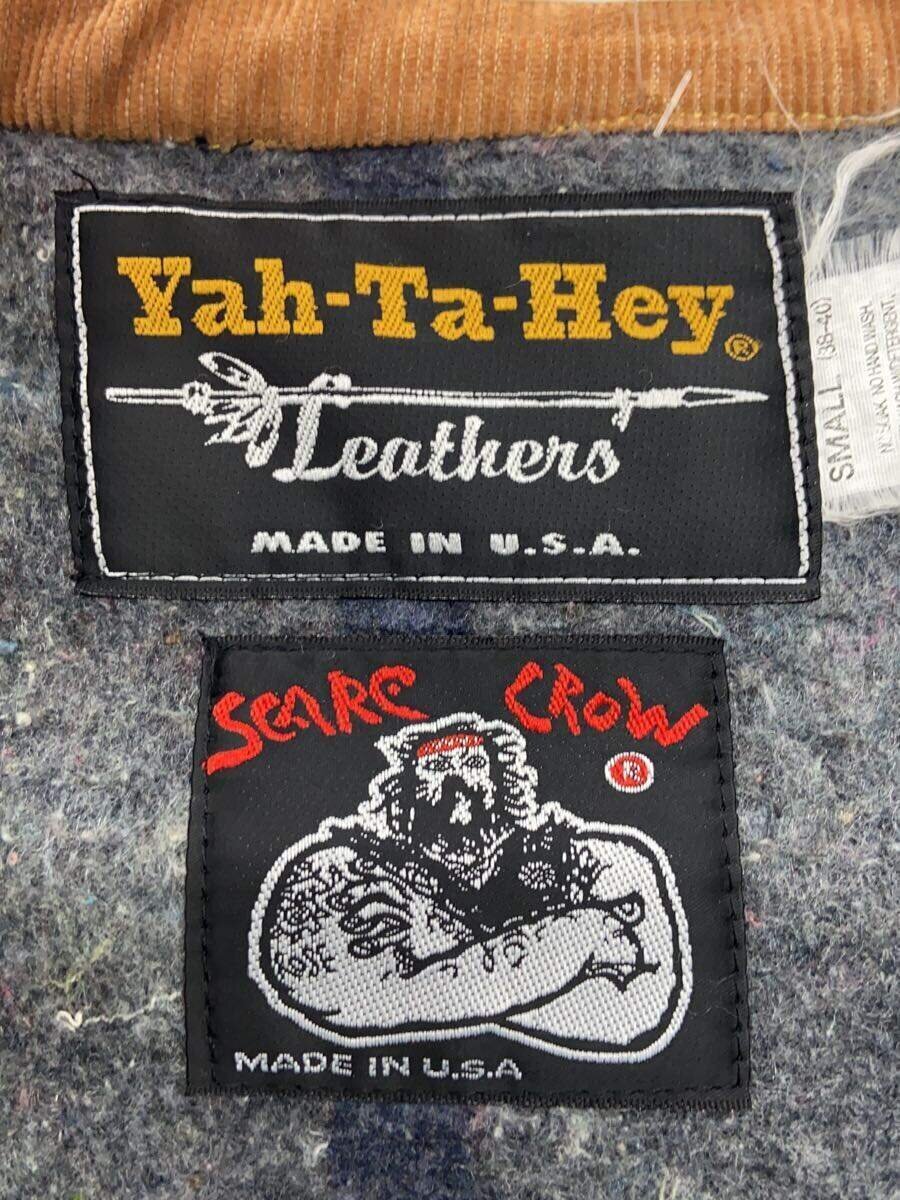 Yah-Ta-Hey®
Leathers
MADE IN U.S.A.
SMALL (38-40)
SCARE CROW
®
MADE IN U.S.A